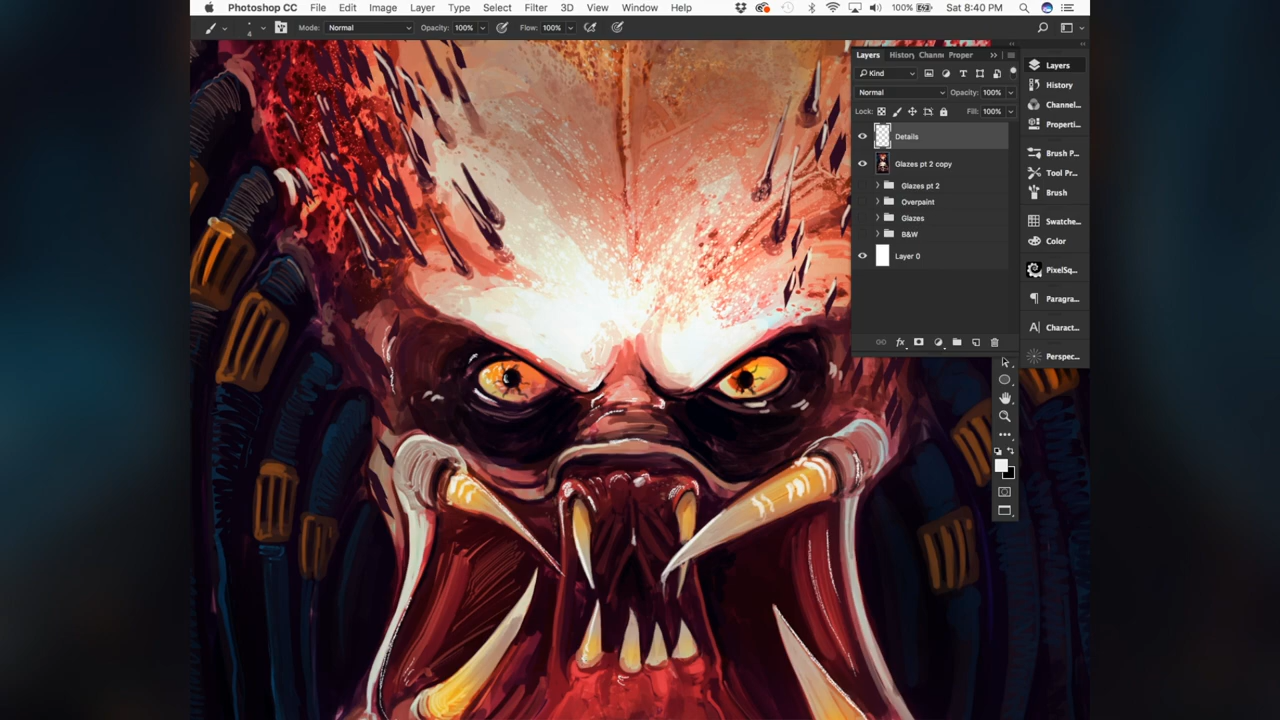 Photoshop CC File Edit Image Layer Type Select Filter 3D View Window Help 100% Sat 8:40 PM
4 Mode: Normal Opacity: 100% Flow: 100%
Layers History Channe Proper
Kind
Normal Opacity: 100%
Lock: Fill: 100%
Details
Glazes pt 2 copy
Glazes pt 2
Overpaint
Glazes
B&W
Layer 0
fx
Layers
History
Channel...
Properti...
Brush P...
Tool Pr...
Brush
Swatche...
Color
PixelSq...
Paragra...
Charact...
Perspec...